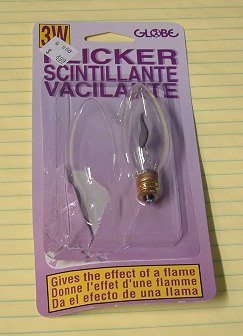 3W
GLOBE
FLICKER
SCINTILLANTE
VACILANTE
Gives the effect of a flame
Donne l'effet d'une flamme
Da el efecto de una llama